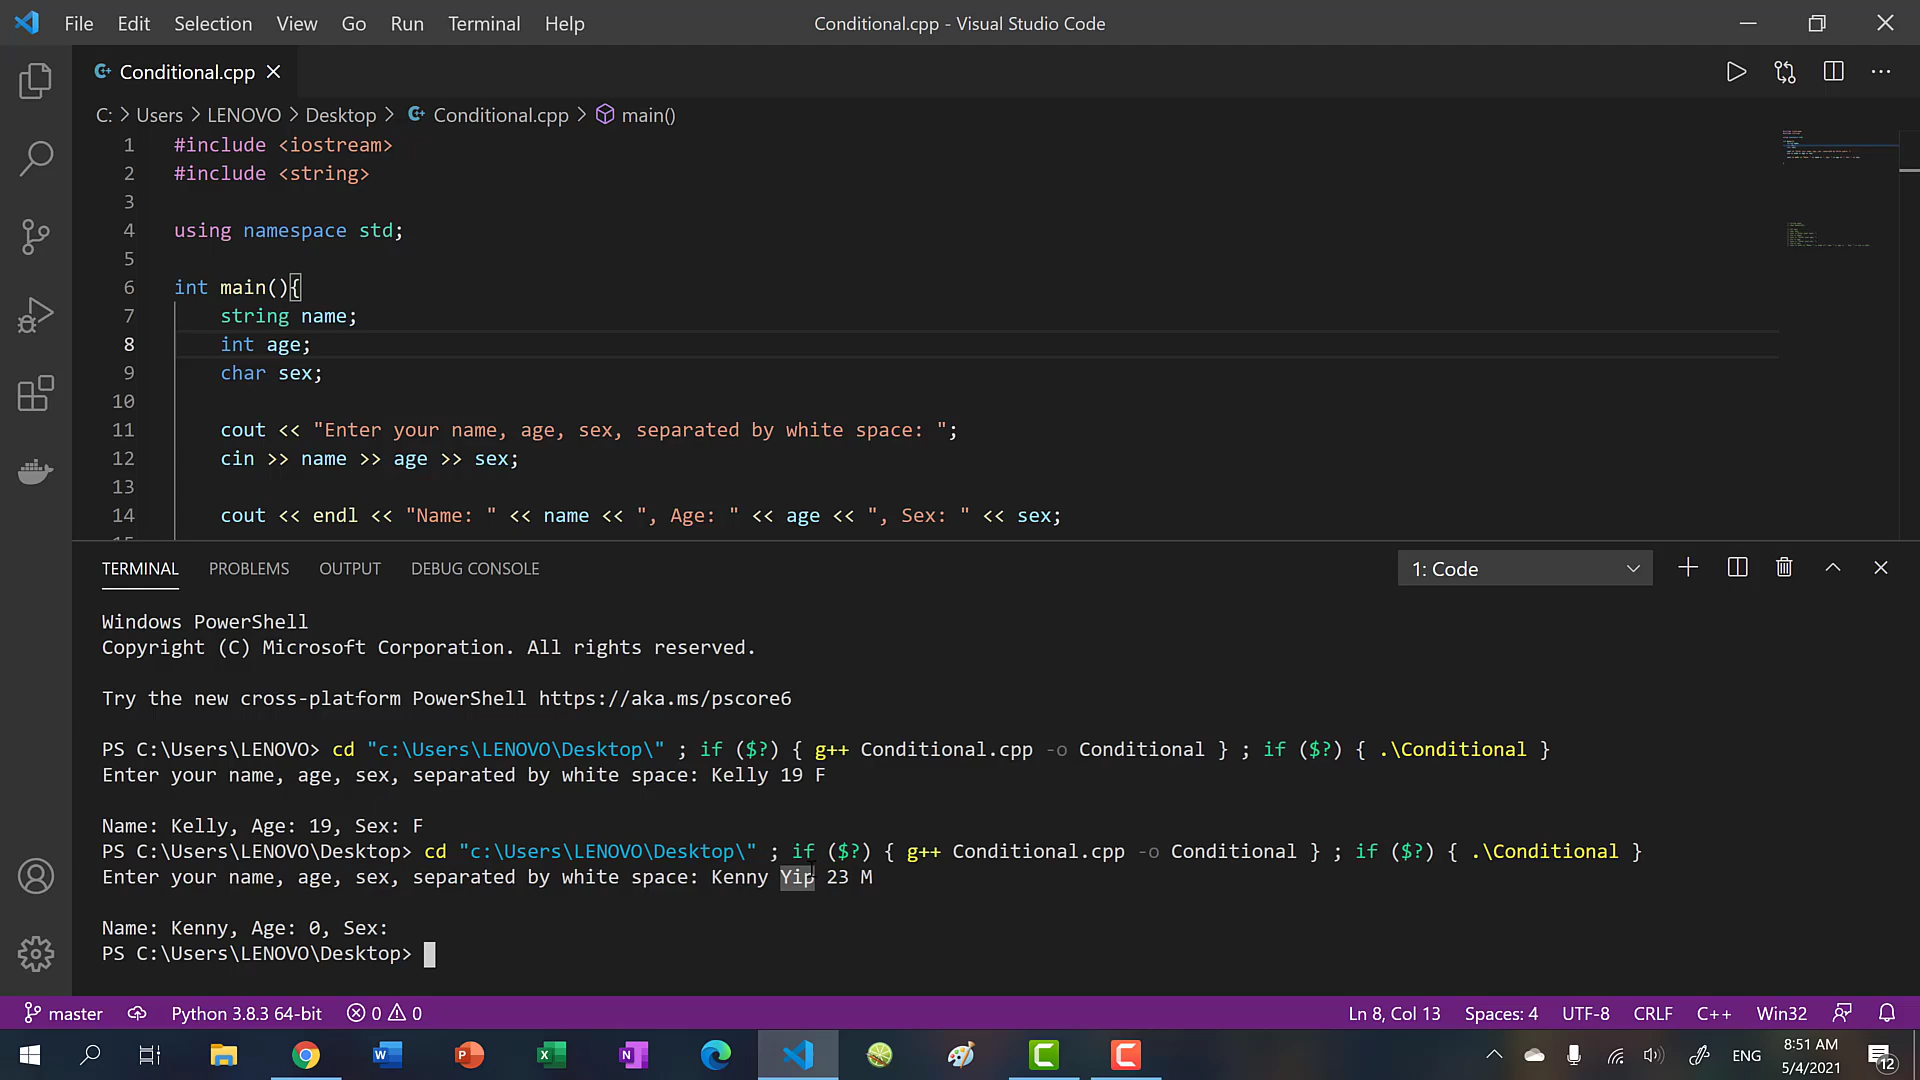 File Edit Selection View Go Run Terminal Help Conditional.cpp - Visual Studio Code
Conditional.cpp
C: > Users > LENOVO > Desktop > Conditional.cpp > main()
1 #include <iostream>
2 #include <string>
3
4 using namespace std;
5
6 int main(){
7 string name;
8 int age;
9 char sex;
10
11 cout << "Enter your name, age, sex, separated by white space: ";
12 cin >> name >> age >> sex;
13
14 cout << endl << "Name: " << name << ", Age: " << age << ", Sex: " << sex;
TERMINAL PROBLEMS OUTPUT DEBUG CONSOLE 1: Code
Windows PowerShell
Copyright (C) Microsoft Corporation. All rights reserved.
Try the new cross-platform PowerShell https://aka.ms/pscore6
PS C:\Users\LENOVO> cd "c:\Users\LENOVO\Desktop\" ; if ($?) { g++ Conditional.cpp -o Conditional } ; if ($?) { .\Conditional }
Enter your name, age, sex, separated by white space: Kelly 19 F
Name: Kelly, Age: 19, Sex: F
PS C:\Users\LENOVO\Desktop> cd "c:\Users\LENOVO\Desktop\" ; if ($?) { g++ Conditional.cpp -o Conditional } ; if ($?) { .\Conditional }
Enter your name, age, sex, separated by white space: Kenny Yip 23 M
Name: Kenny, Age: 0, Sex:
PS C:\Users\LENOVO\Desktop>
master Python 3.8.3 64-bit 0 0 Ln 8, Col 13 Spaces: 4 UTF-8 CRLF C++ Win32
ENG 8:51 AM
5/4/2021 12